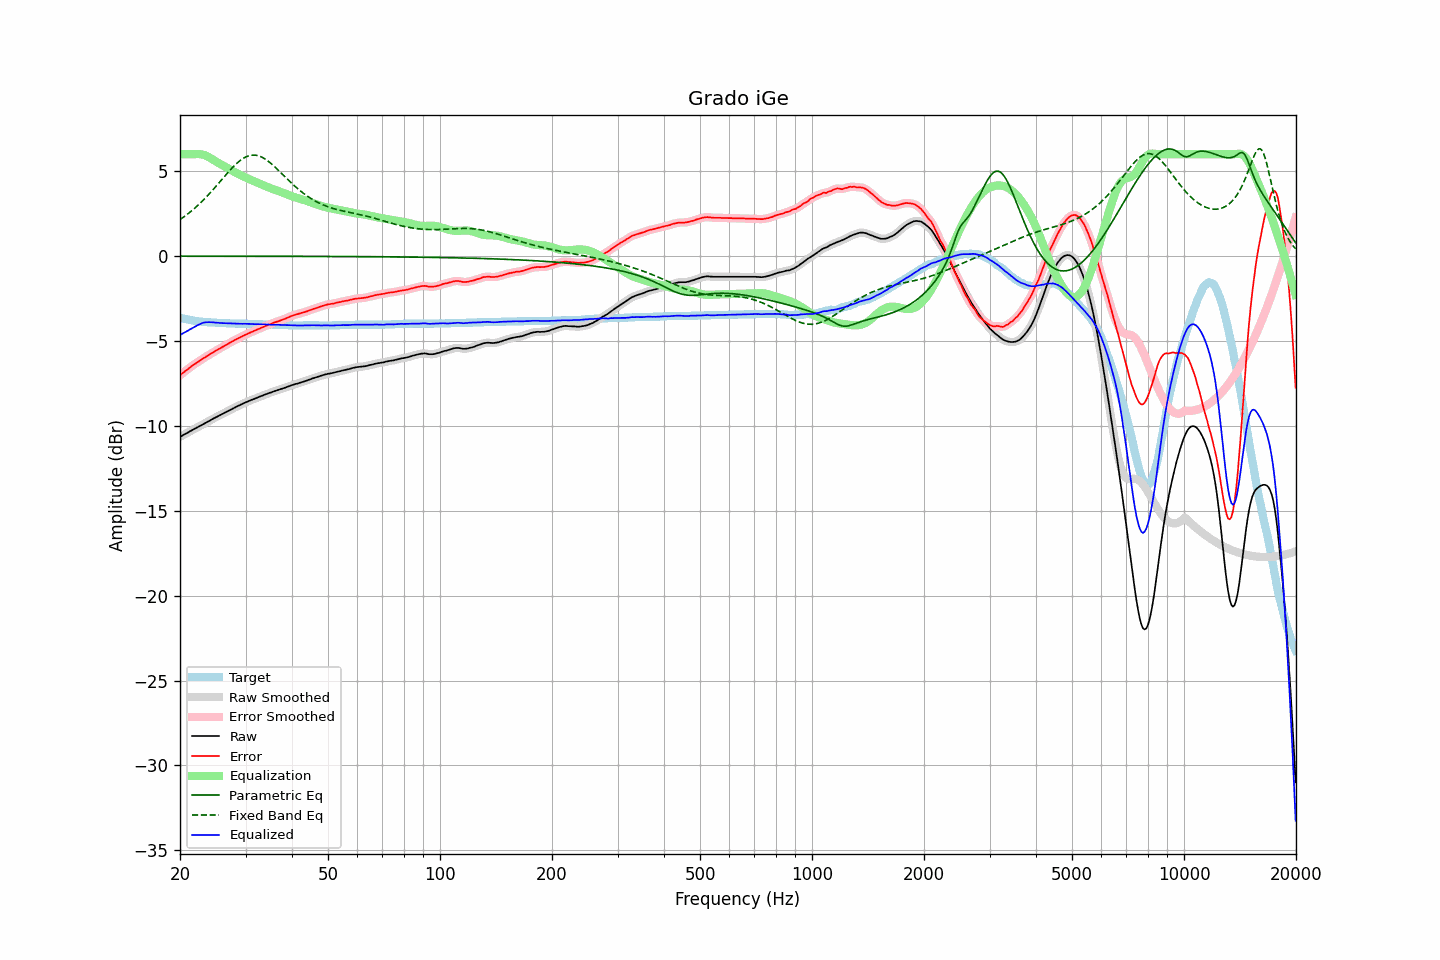 Grado iGe
5
0
−5
−10
−15
−20
−25
−30
−35
Amplitude (dBr)
Target
Raw Smoothed
Error Smoothed
Raw
Error
Equalization
Parametric Eq
Fixed Band Eq
Equalized
20 50 100 200 500 1000 2000 5000 10000 20000
Frequency (Hz)